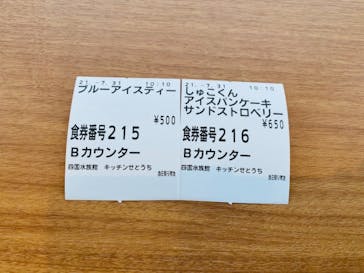 21.-7.31 10:10
ブルーアイスティー
¥500
食券番号215
Bカウンター
四国水族館 キッチンせとうち
21.-7.31 10:10
しゅこくん
アイスパンケーキ
サンドストロベリー
¥650
食券番号216
Bカウンター
四国水族館 キッチンせとうち